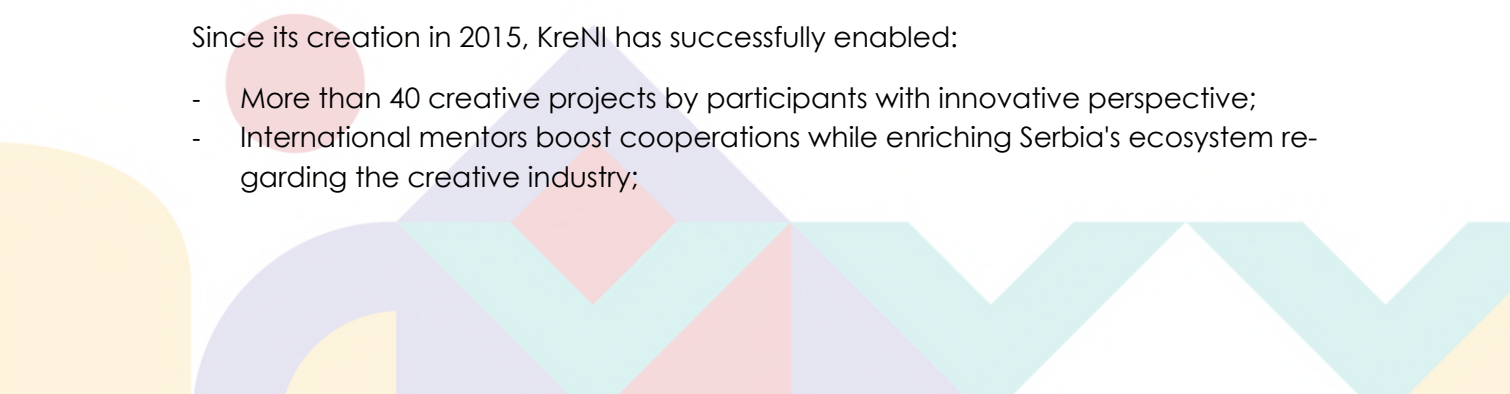 Since its creation in 2015, KreNI has successfully enabled:
- More than 40 creative projects by participants with innovative perspective;
- International mentors boost cooperations while enriching Serbia's ecosystem re-
garding the creative industry;